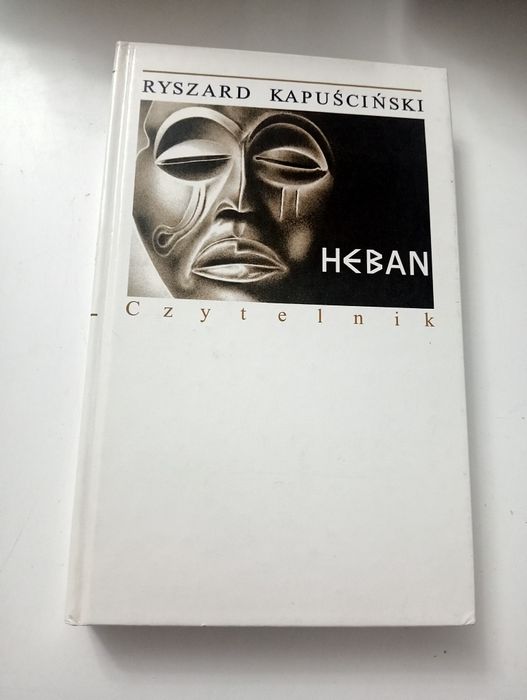 RYSZARD KAPUŚCIŃSKI
HEBAN
Czytelnik